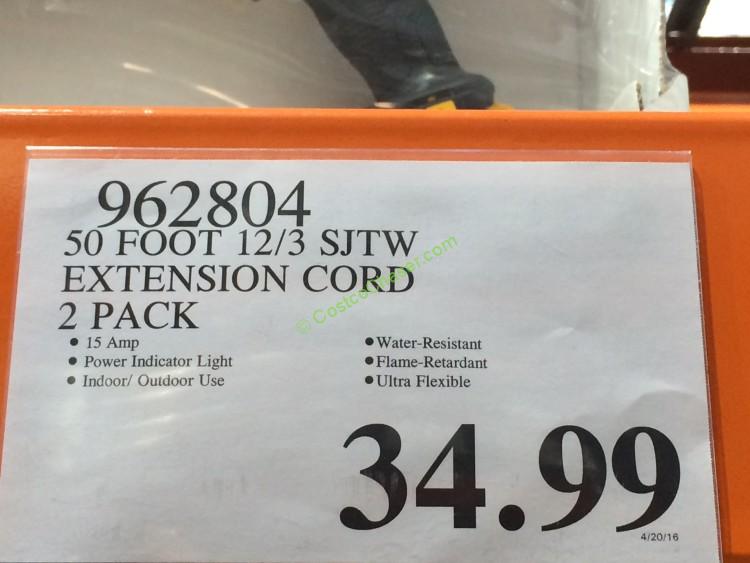 962804
50 FOOT 12/3 SJTW
EXTENSION CORD
2 PACK
• 15 Amp
• Power Indicator Light
• Indoor/ Outdoor Use
• Water-Resistant
• Flame-Retardant
• Ultra Flexible
34.99
4/20/16
© CostcoChaser.com